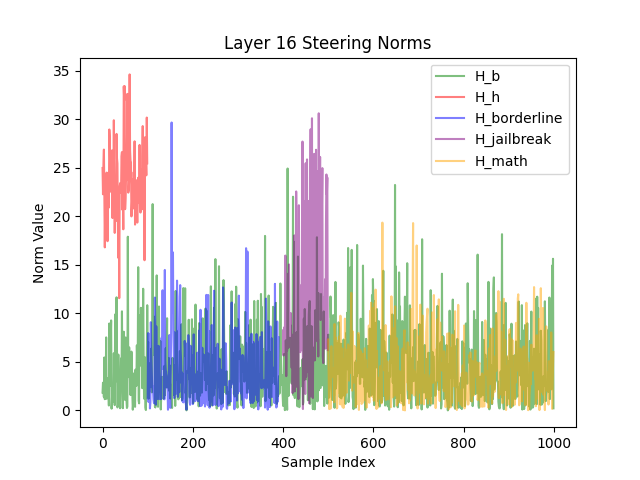 Layer 16 Steering Norms
35
30
25
20
15
10
5
0
Norm Value
0 200 400 600 800 1000
Sample Index
H_b
H_h
H_borderline
H_jailbreak
H_math